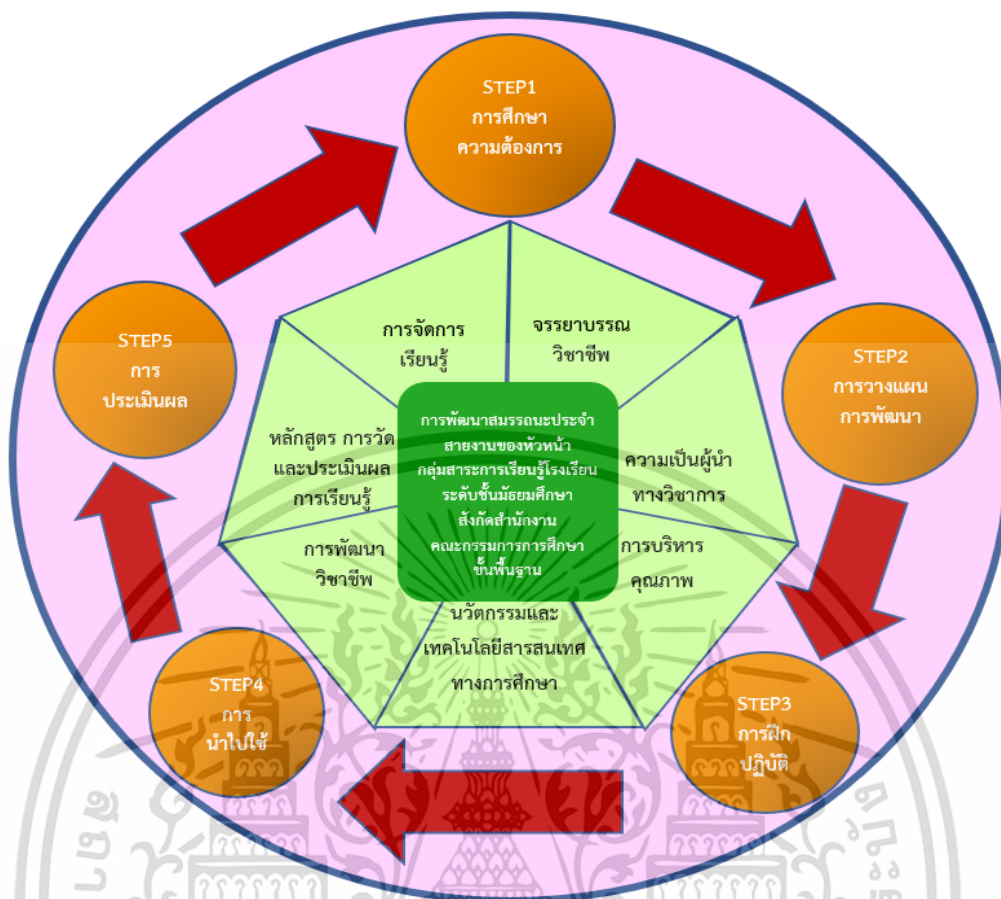 STEP1
การศึกษา
ความต้องการ
STEP2
การวางแผน
การพัฒนา
STEP3
การฝึก
ปฏิบัติ
STEP4
การ
นำไปใช้
STEP5
การ
ประเมินผล
การจัดการ
เรียนรู้
จรรยาบรรณ
วิชาชีพ
หลักสูตร การวัด
และประเมินผล
การเรียนรู้
ความเป็นผู้นำ
ทางวิชาการ
การพัฒนา
วิชาชีพ
การบริหาร
คุณภาพ
นวัตกรรมและ
เทคโนโลยีสารสนเทศ
ทางการศึกษา
การพัฒนาสมรรถนะประจำ
สายงานของหัวหน้า
กลุ่มสาระการเรียนรู้โรงเรียน
ระดับชั้นมัธยมศึกษา
สังกัดสำนักงาน
คณะกรรมการการศึกษา
ขั้นพื้นฐาน